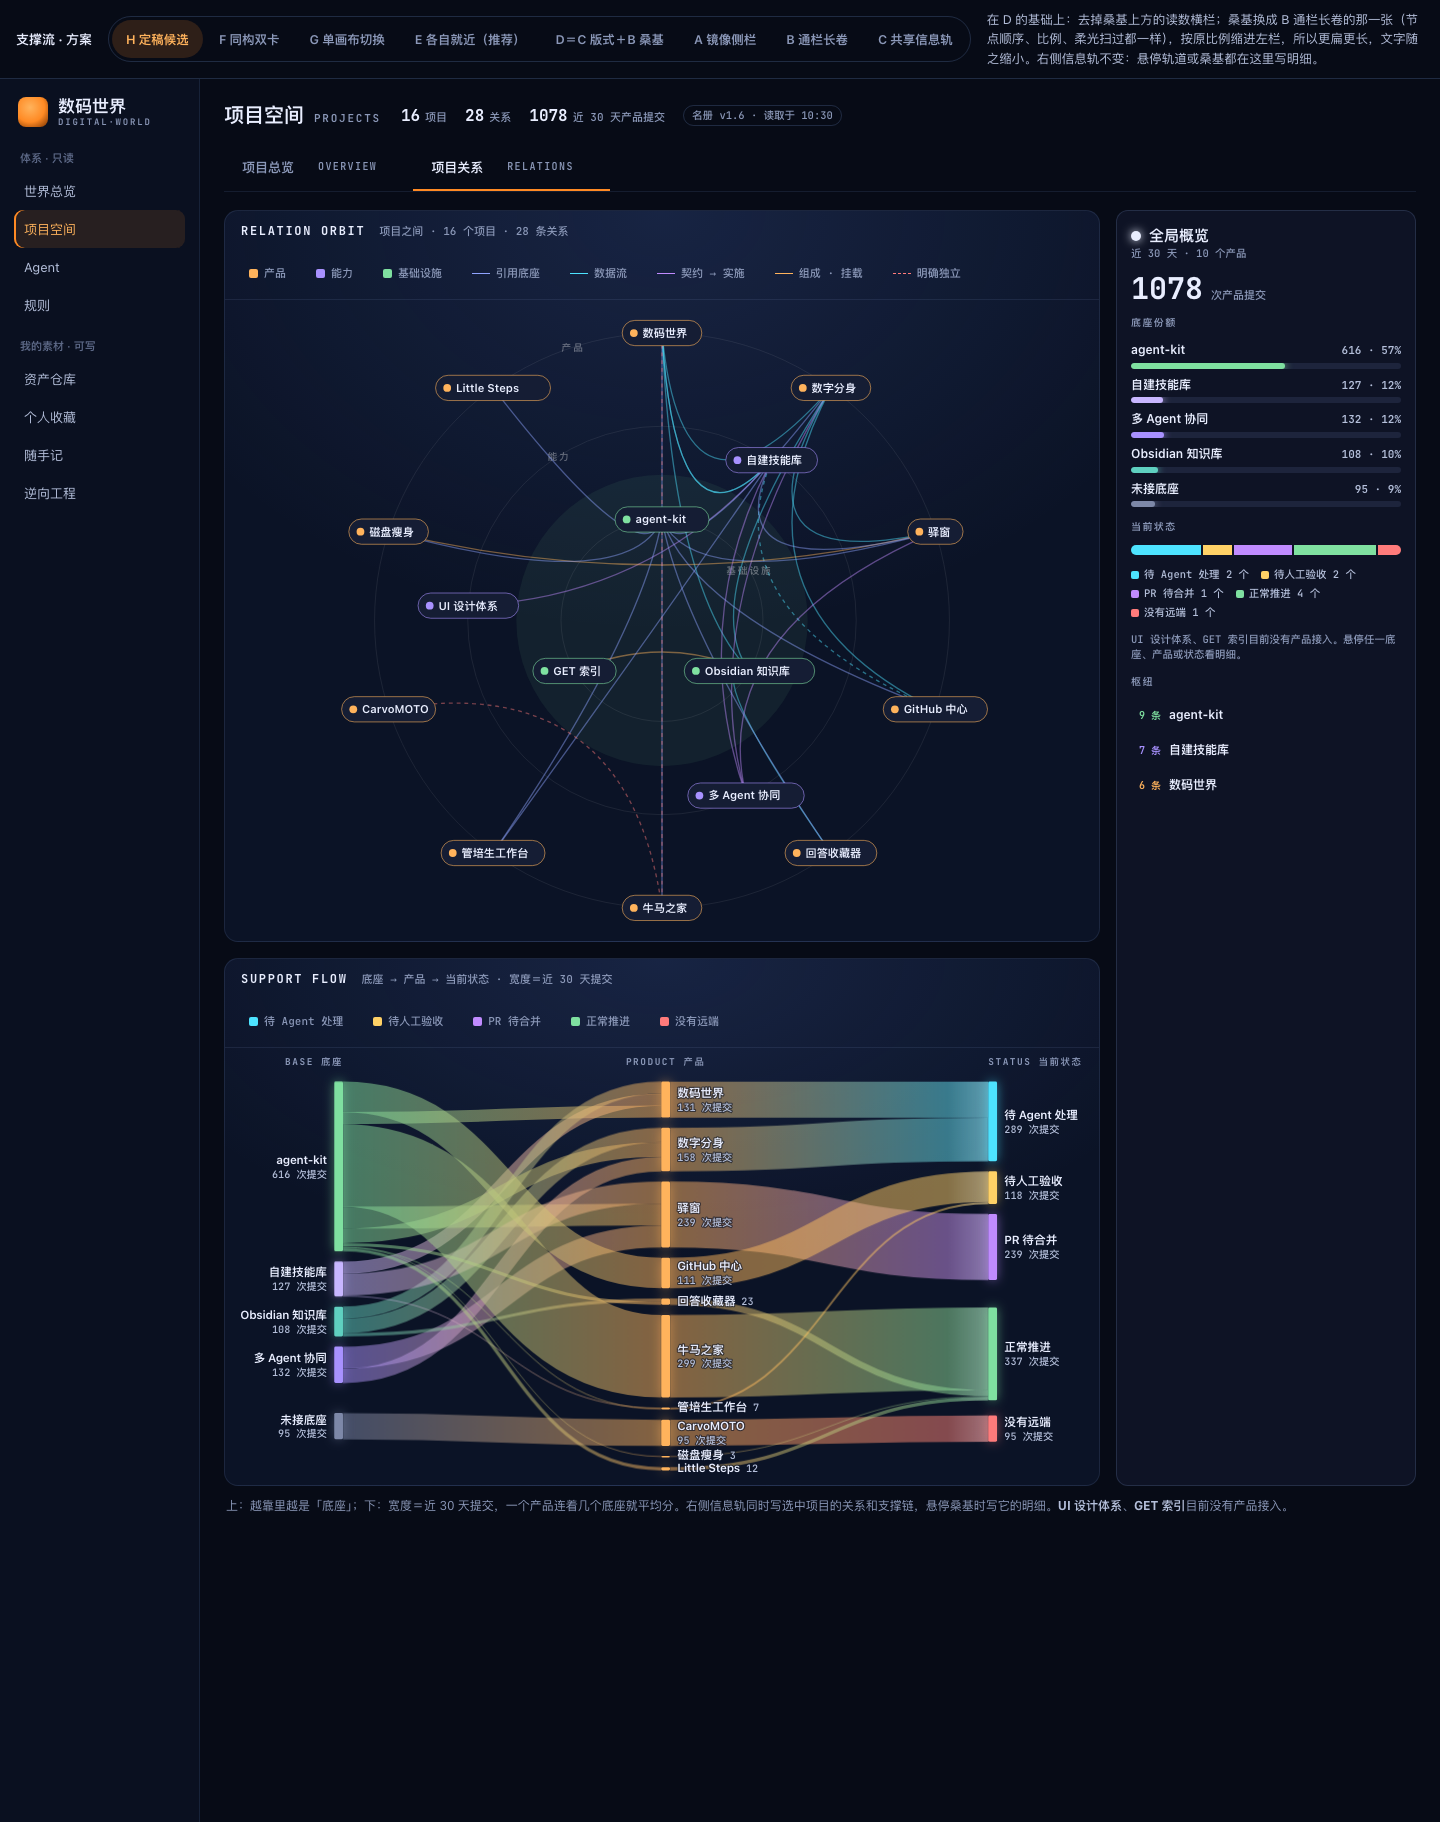 支撑流 · 方案
H 定稿候选
F 同构双卡
G 单画布切换
E 各自就近（推荐）
D＝C 版式＋B 桑基
A 镜像侧栏
B 通栏长卷
C 共享信息轨
在 D 的基础上：去掉桑基上方的读数横栏；桑基换成 B 通栏长卷的那一张（节
点顺序、比例、柔光扫过都一样），按原比例缩进左栏，所以更扁更长，文字随
之缩小。右侧信息轨不变：悬停轨道或桑基都在这里写明细。
数码世界
DIGITAL·WORLD
体系 · 只读
世界总览
项目空间
Agent
规则
我的素材 · 可写
资产仓库
个人收藏
随手记
逆向工程
项目空间 PROJECTS 16 项目 28 关系 1078 近 30 天产品提交 名册 v1.6 · 读取于 10:30
项目总览 OVERVIEW
项目关系 RELATIONS
RELATION ORBIT 项目之间 · 16 个项目 · 28 条关系
产品
能力
基础设施
引用底座
数据流
契约 → 实施
组成 · 挂载
明确独立
数码世界
产品
Little Steps
数字分身
能力
自建技能库
agent-kit
磁盘瘦身
驿窗
基础设施
UI 设计体系
GET 索引
Obsidian 知识库
CarvoMOTO
GitHub 中心
多 Agent 协同
管培生工作台
回答收藏器
牛马之家
SUPPORT FLOW 底座 → 产品 → 当前状态 · 宽度＝近 30 天提交
待 Agent 处理
待人工验收
PR 待合并
正常推进
没有远端
BASE 底座
PRODUCT 产品
STATUS 当前状态
agent-kit
616 次提交
自建技能库
127 次提交
Obsidian 知识库
108 次提交
多 Agent 协同
132 次提交
未接底座
95 次提交
数码世界
131 次提交
数字分身
158 次提交
驿窗
239 次提交
GitHub 中心
111 次提交
回答收藏器 23
牛马之家
299 次提交
管培生工作台 7
CarvoMOTO
95 次提交
磁盘瘦身 3
Little Steps 12
待 Agent 处理
289 次提交
待人工验收
118 次提交
PR 待合并
239 次提交
正常推进
337 次提交
没有远端
95 次提交
上：越靠里越是「底座」；下：宽度＝近 30 天提交，一个产品连着几个底座就平均分。右侧信息轨同时写选中项目的关系和支撑链，悬停桑基时写它的明细。UI 设计体系、GET 索引目前没有产品接入。
全局概览
近 30 天 · 10 个产品
1078 次产品提交
底座份额
agent-kit 616 · 57%
自建技能库 127 · 12%
多 Agent 协同 132 · 12%
Obsidian 知识库 108 · 10%
未接底座 95 · 9%
当前状态
待 Agent 处理 2 个 待人工验收 2 个
PR 待合并 1 个 正常推进 4 个
没有远端 1 个
UI 设计体系、GET 索引目前没有产品接入。悬停任一底
座、产品或状态看明细。
枢纽
9 条 agent-kit
7 条 自建技能库
6 条 数码世界